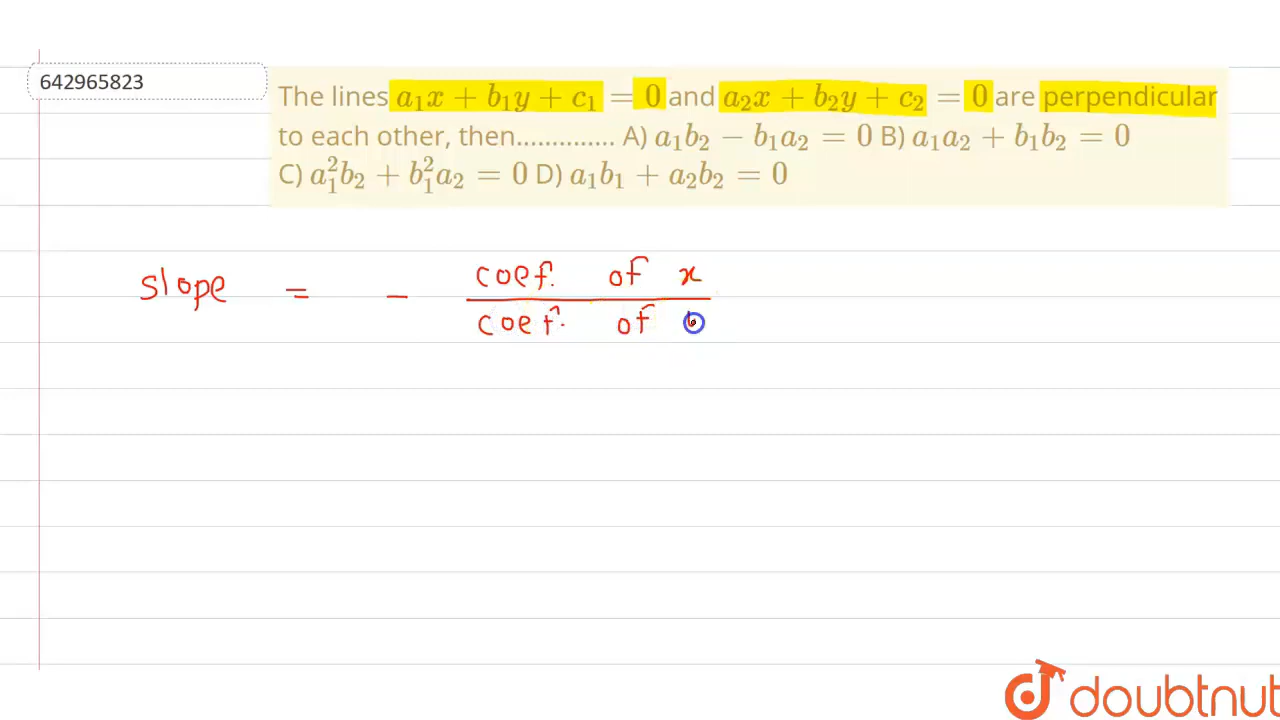 642965823
The lines a₁x + b₁y + c₁ = 0 and a₂x + b₂y + c₂ = 0 are perpendicular
to each other, then.............. A) a₁b₂ − b₁a₂ = 0 B) a₁a₂ + b₁b₂ = 0
C) a₁²b₂ + b₁²a₂ = 0 D) a₁b₁ + a₂b₂ = 0
slope = − coef. of x
coef. of
doubtnut